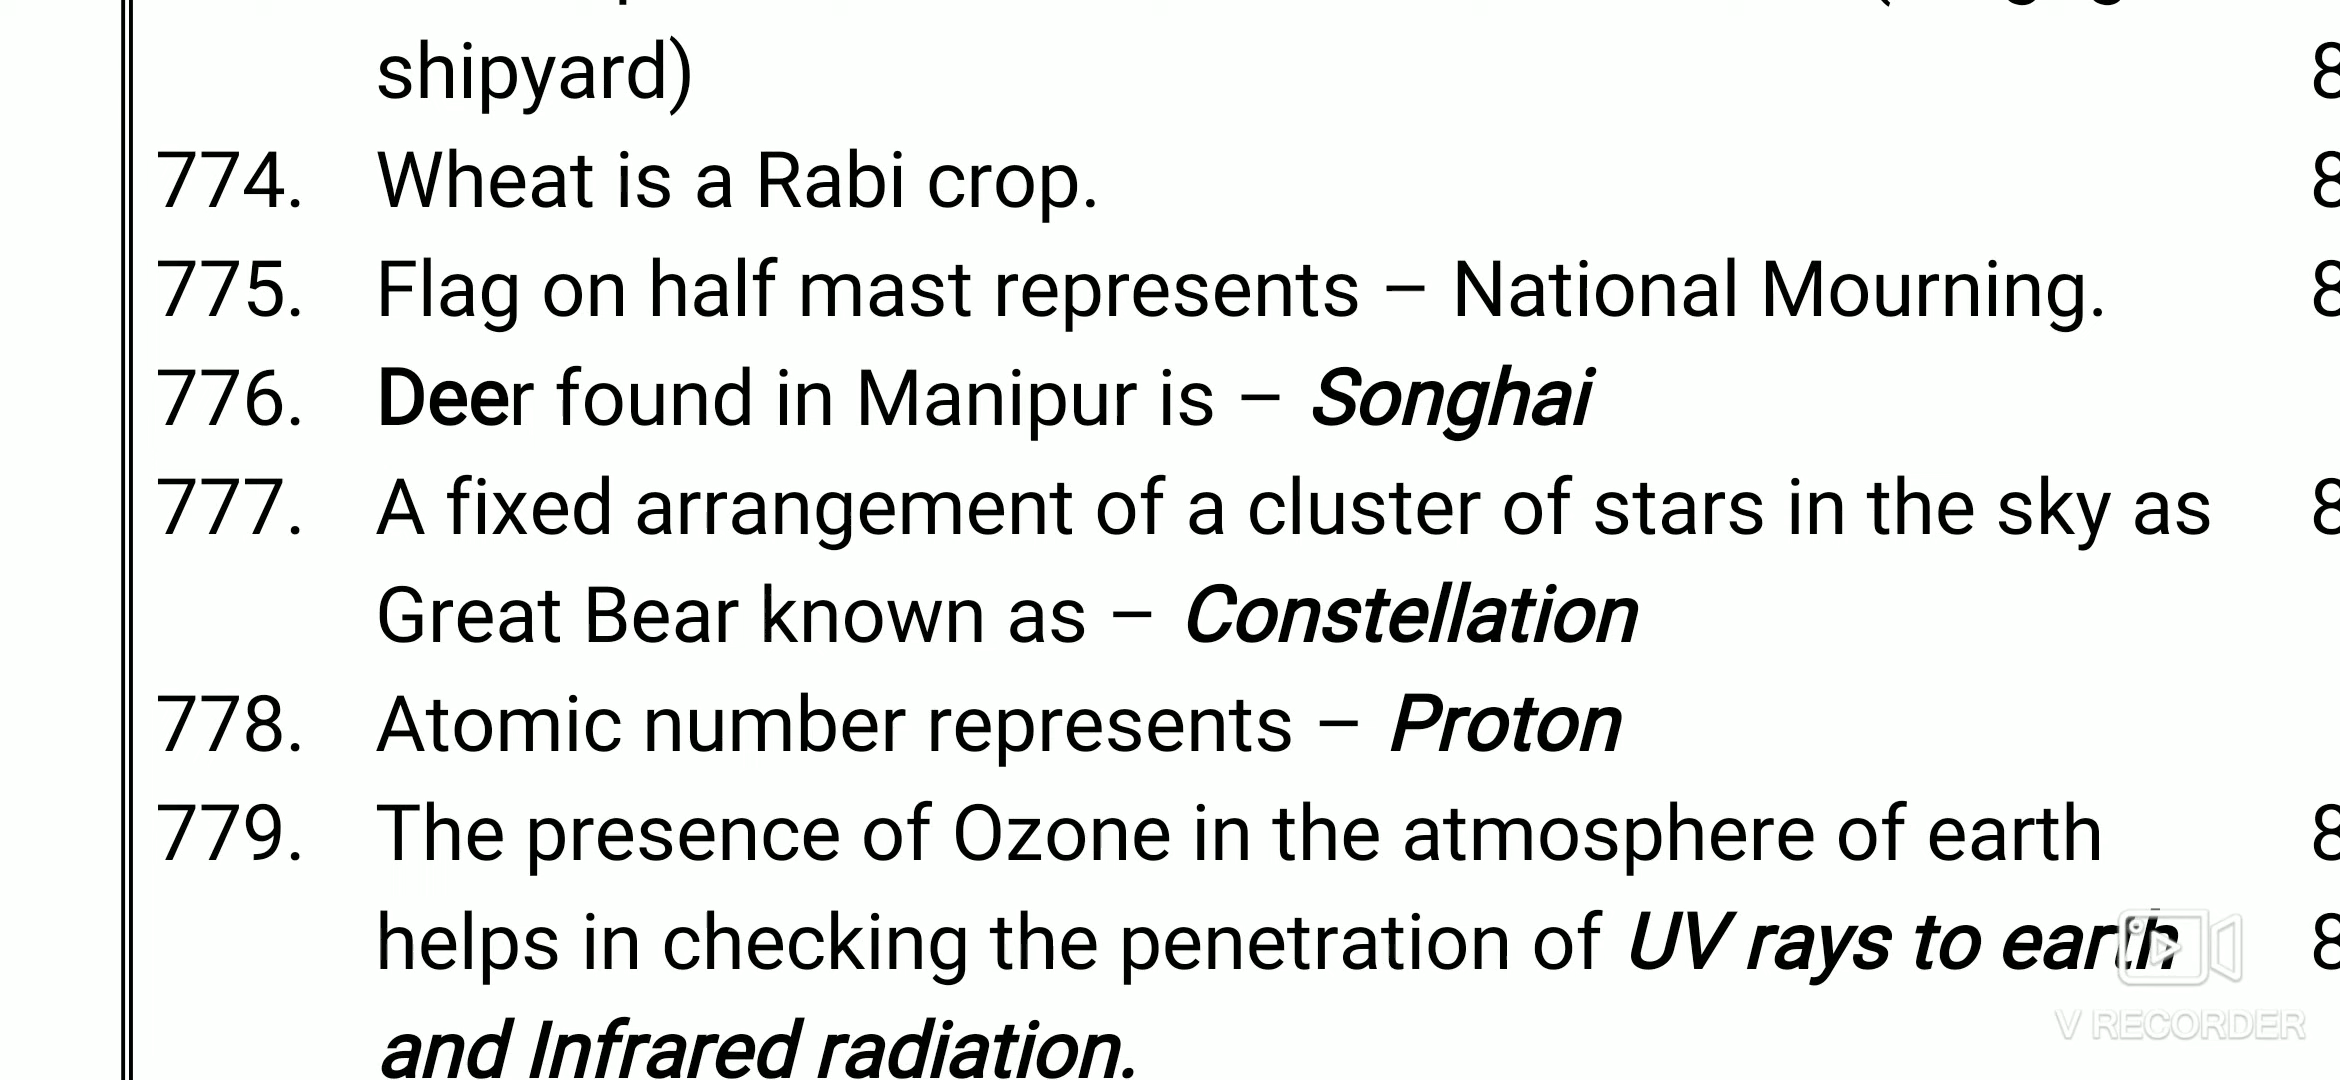 shipyard)
774. Wheat is a Rabi crop.
775. Flag on half mast represents – National Mourning.
776. Deer found in Manipur is – Songhai
777. A fixed arrangement of a cluster of stars in the sky as
Great Bear known as – Constellation
778. Atomic number represents – Proton
779. The presence of Ozone in the atmosphere of earth
helps in checking the penetration of UV rays to earth
and Infrared radiation.
V RECORDER